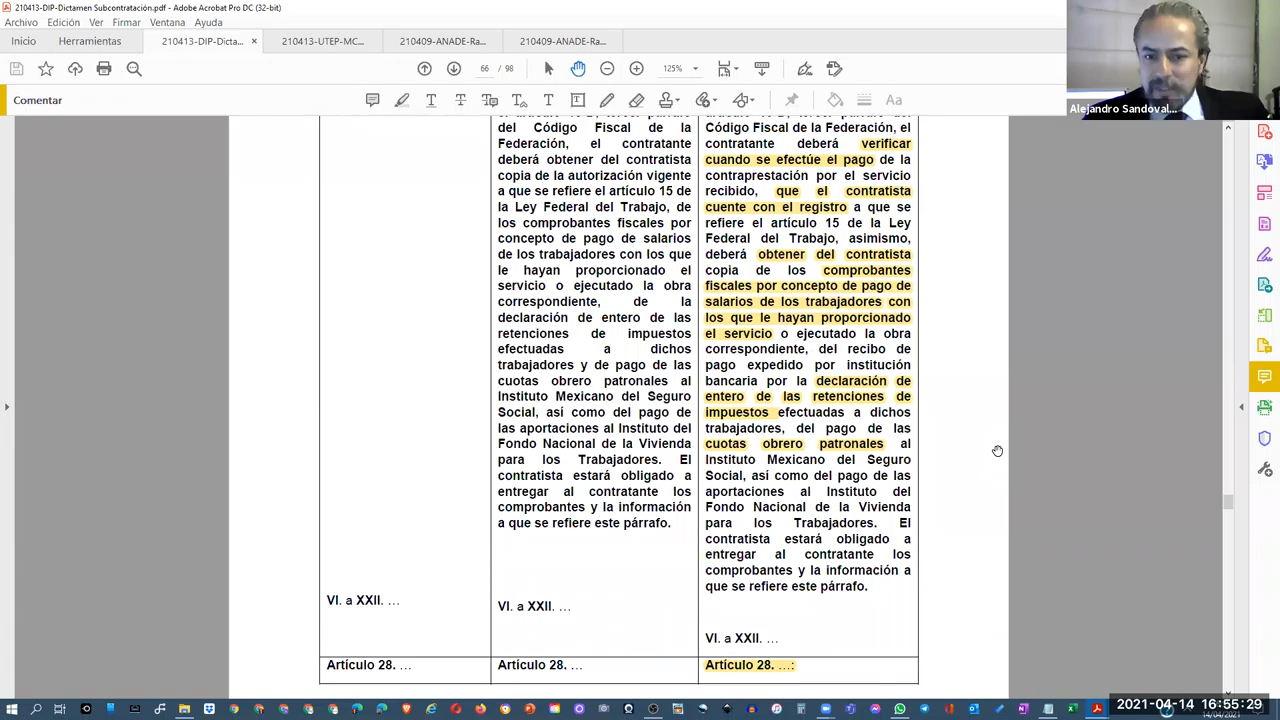 210413-DIP-Dictamen Subcontratación.pdf - Adobe Acrobat Pro DC (32-bit)
Archivo Edición Ver Firmar Ventana Ayuda
Inicio Herramientas 210413-DIP-Dicta... × 210413-UTEP-MC... 210409-ANADE-Ra... 210409-ANADE-Ra...
66 / 98 125%
Comentar
Aa
Alejandro Sandoval...
del Código Fiscal de la
Federación, el contratante
deberá obtener del contratista
copia de la autorización vigente
a que se refiere el artículo 15 de
la Ley Federal del Trabajo, de
los comprobantes fiscales por
concepto de pago de salarios
de los trabajadores con los que
le hayan proporcionado el
servicio o ejecutado la obra
correspondiente, de la
declaración de entero de las
retenciones de impuestos
efectuadas a dichos
trabajadores y de pago de las
cuotas obrero patronales al
Instituto Mexicano del Seguro
Social, así como del pago de
las aportaciones al Instituto del
Fondo Nacional de la Vivienda
para los Trabajadores. El
contratista estará obligado a
entregar al contratante los
comprobantes y la información
a que se refiere este párrafo.
Código Fiscal de la Federación, el
contratante deberá verificar
cuando se efectúe el pago de la
contraprestación por el servicio
recibido, que el contratista
cuente con el registro a que se
refiere el artículo 15 de la Ley
Federal del Trabajo, asimismo,
deberá obtener del contratista
copia de los comprobantes
fiscales por concepto de pago de
salarios de los trabajadores con
los que le hayan proporcionado
el servicio o ejecutado la obra
correspondiente, del recibo de
pago expedido por institución
bancaria por la declaración de
entero de las retenciones de
impuestos efectuadas a dichos
trabajadores, del pago de las
cuotas obrero patronales al
Instituto Mexicano del Seguro
Social, así como del pago de las
aportaciones al Instituto del
Fondo Nacional de la Vivienda
para los Trabajadores. El
contratista estará obligado a
entregar al contratante los
comprobantes y la información a
que se refiere este párrafo.
VI. a XXII. ...
VI. a XXII. ...
VI. a XXII. ...
Artículo 28. ...
Artículo 28. ...
Artículo 28. ...:
2021-04-14 16:55:29
14/04/2021